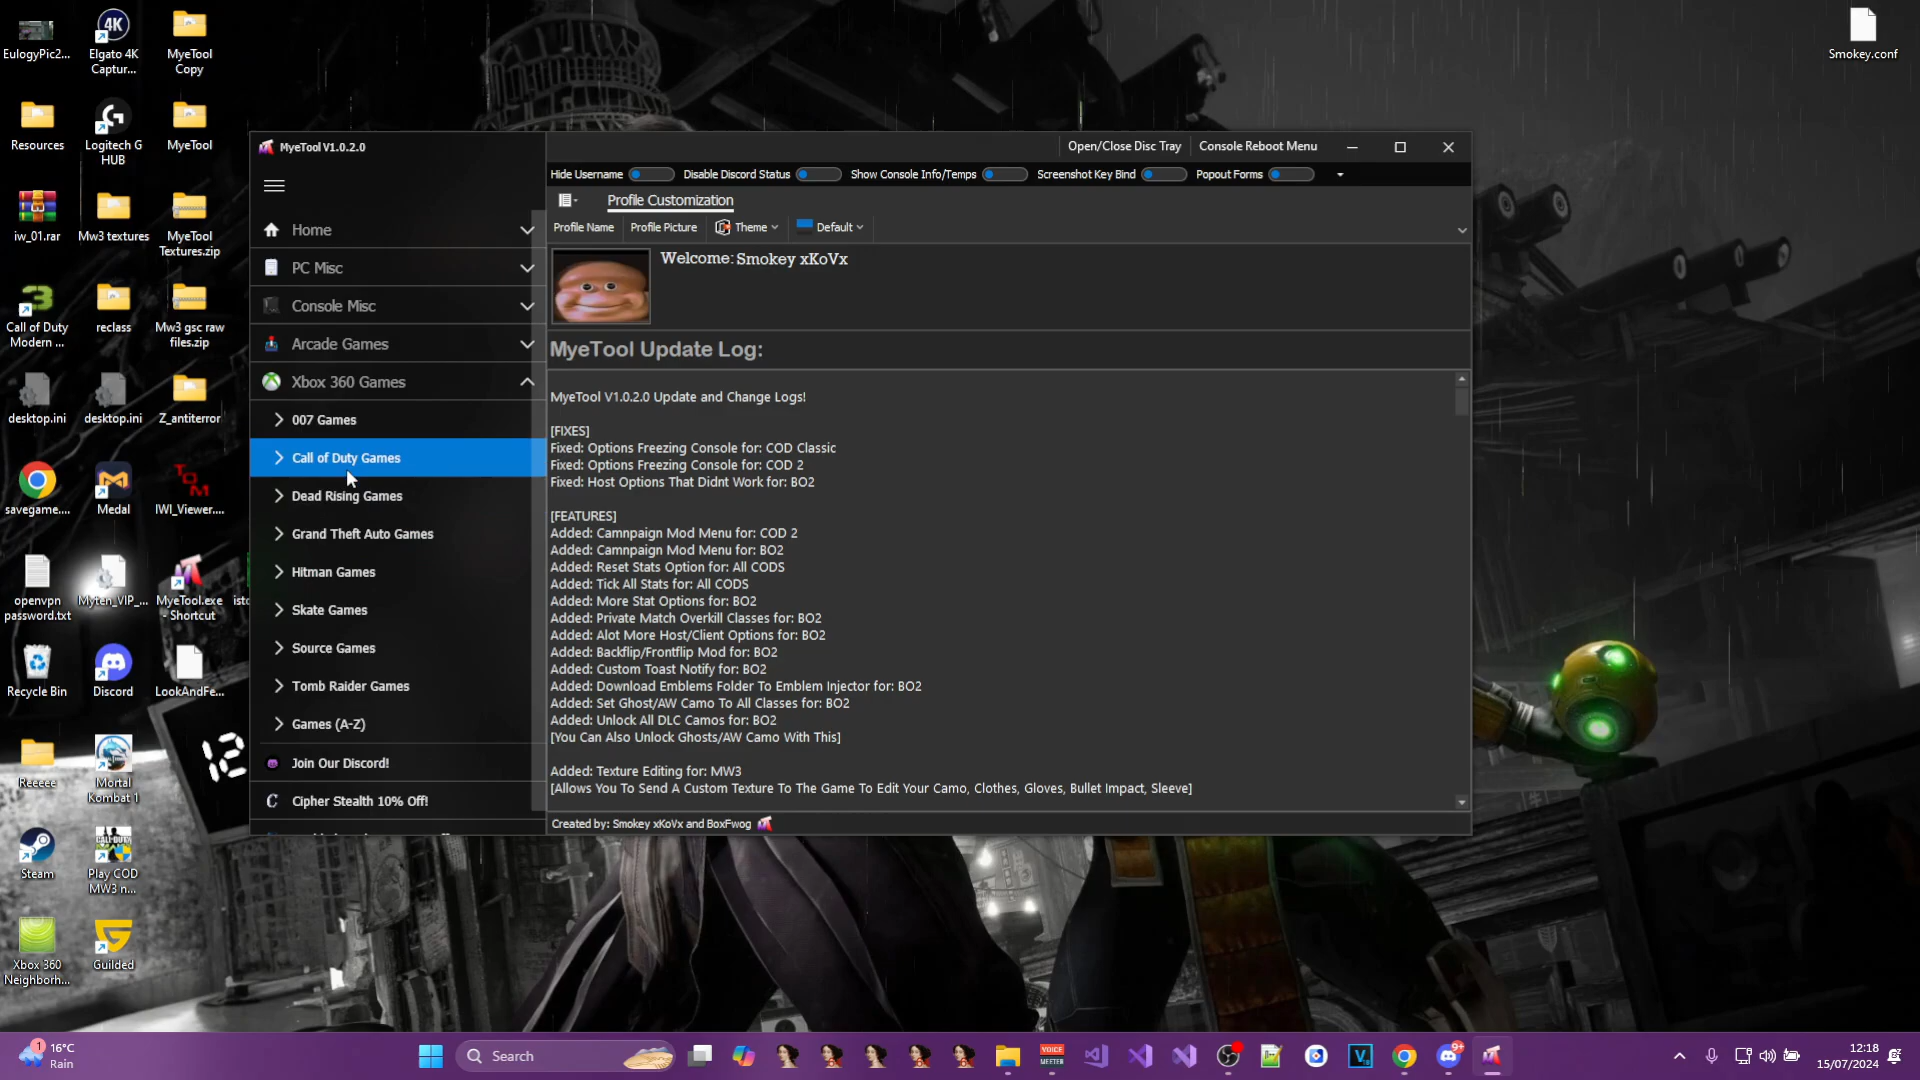 EulogyPic2...
Elgato 4K
Captur...
MyeTool
Copy
Smokey.conf
Resources
Logitech G
HUB
MyeTool
iw_01.rar
Mw3 textures
MyeTool
Textures.zip
Call of Duty
Modern ...
reclass
Mw3 gsc raw
files.zip
desktop.ini
desktop.ini
Z_antiterror
savegame....
Medal
IWI_Viewer....
openvpn
password.txt
Myten_VIP_...
MyeTool.exe
- Shortcut
Recycle Bin
Discord
LookAndFe...
Reeeee
Mortal
Kombat 1
Steam
Play COD
MW3 n...
Xbox 360
Neighborh...
Guilded
12
MyeTool V1.0.2.0
Open/Close Disc Tray
Console Reboot Menu
Hide Username
Disable Discord Status
Show Console Info/Temps
Screenshot Key Bind
Popout Forms
Profile Customization
Profile Name
Profile Picture
Theme
Default
Home
PC Misc
Console Misc
Arcade Games
Xbox 360 Games
007 Games
Call of Duty Games
Dead Rising Games
Grand Theft Auto Games
Hitman Games
Skate Games
Source Games
Tomb Raider Games
Games (A-Z)
Join Our Discord!
Cipher Stealth 10% Off!
Welcome: Smokey xKoVx
MyeTool Update Log:
MyeTool V1.0.2.0 Update and Change Logs!
[FIXES]
Fixed: Options Freezing Console for: COD Classic
Fixed: Options Freezing Console for: COD 2
Fixed: Host Options That Didnt Work for: BO2
[FEATURES]
Added: Camnpaign Mod Menu for: COD 2
Added: Camnpaign Mod Menu for: BO2
Added: Reset Stats Option for: All CODS
Added: Tick All Stats for: All CODS
Added: More Stat Options for: BO2
Added: Private Match Overkill Classes for: BO2
Added: Alot More Host/Client Options for: BO2
Added: Backflip/Frontflip Mod for: BO2
Added: Custom Toast Notify for: BO2
Added: Download Emblems Folder To Emblem Injector for: BO2
Added: Set Ghost/AW Camo To All Classes for: BO2
Added: Unlock All DLC Camos for: BO2
[You Can Also Unlock Ghosts/AW Camo With This]
Added: Texture Editing for: MW3
[Allows You To Send A Custom Texture To The Game To Edit Your Camo, Clothes, Gloves, Bullet Impact, Sleeve]
Created by: Smokey xKoVx and BoxFwog
1
16°C
Rain
Search
VOICE
MEETER
9+
12:18
15/07/2024